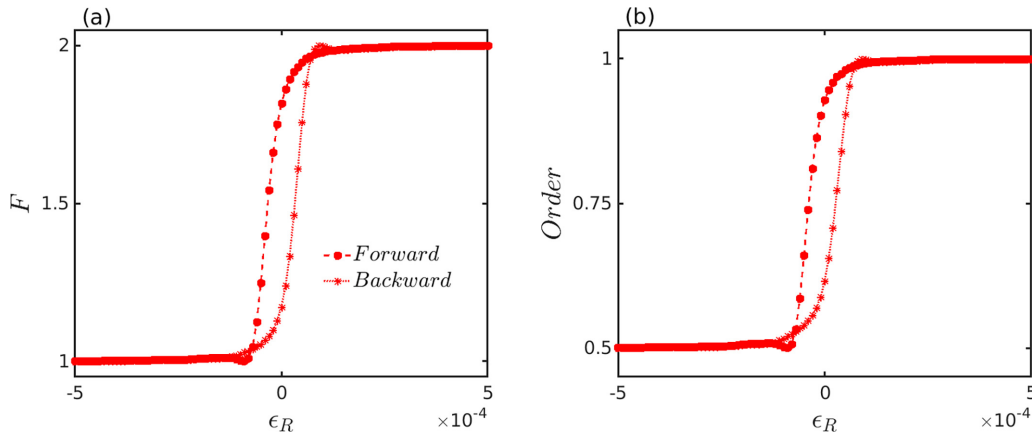 (a)
2
1.5
1
F
Forward
Backward
-5
0
5
ϵ_R
×10⁻⁴
(b)
1
0.75
0.5
Order
-5
0
5
ϵ_R
×10⁻⁴